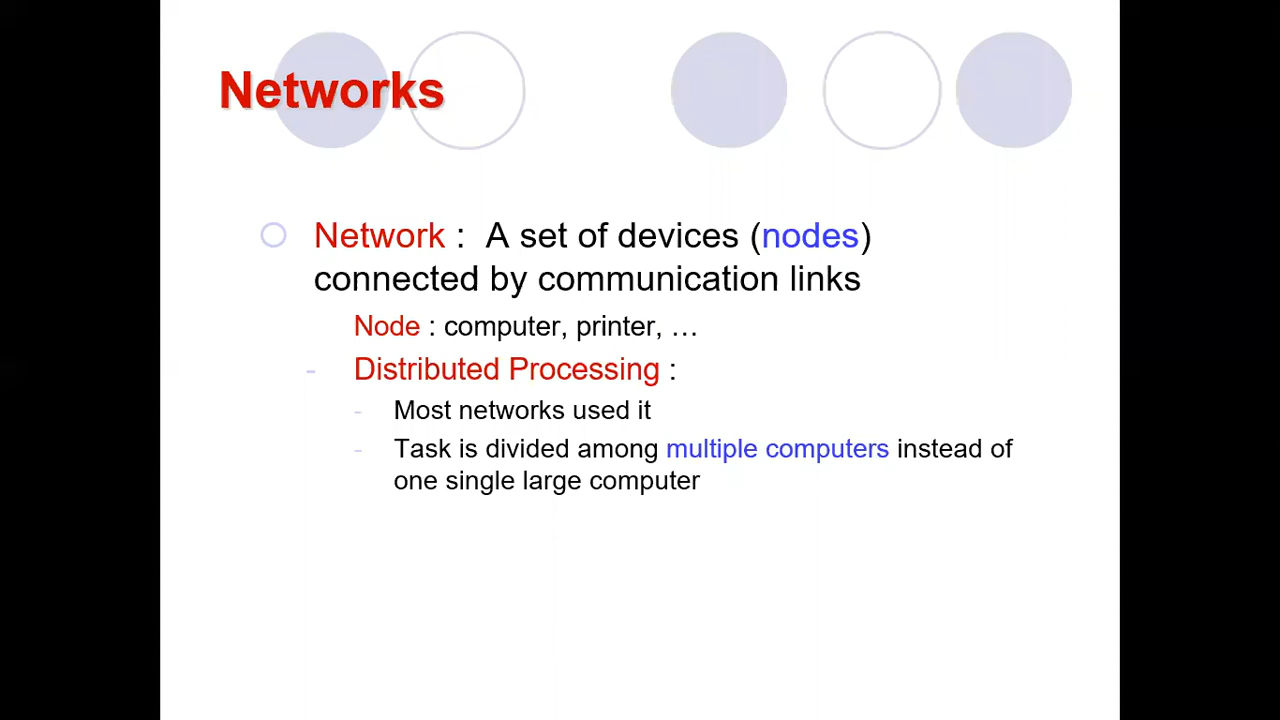 Networks
Network : A set of devices (nodes)
connected by communication links
Node : computer, printer, …
- Distributed Processing :
- Most networks used it
- Task is divided among multiple computers instead of
one single large computer